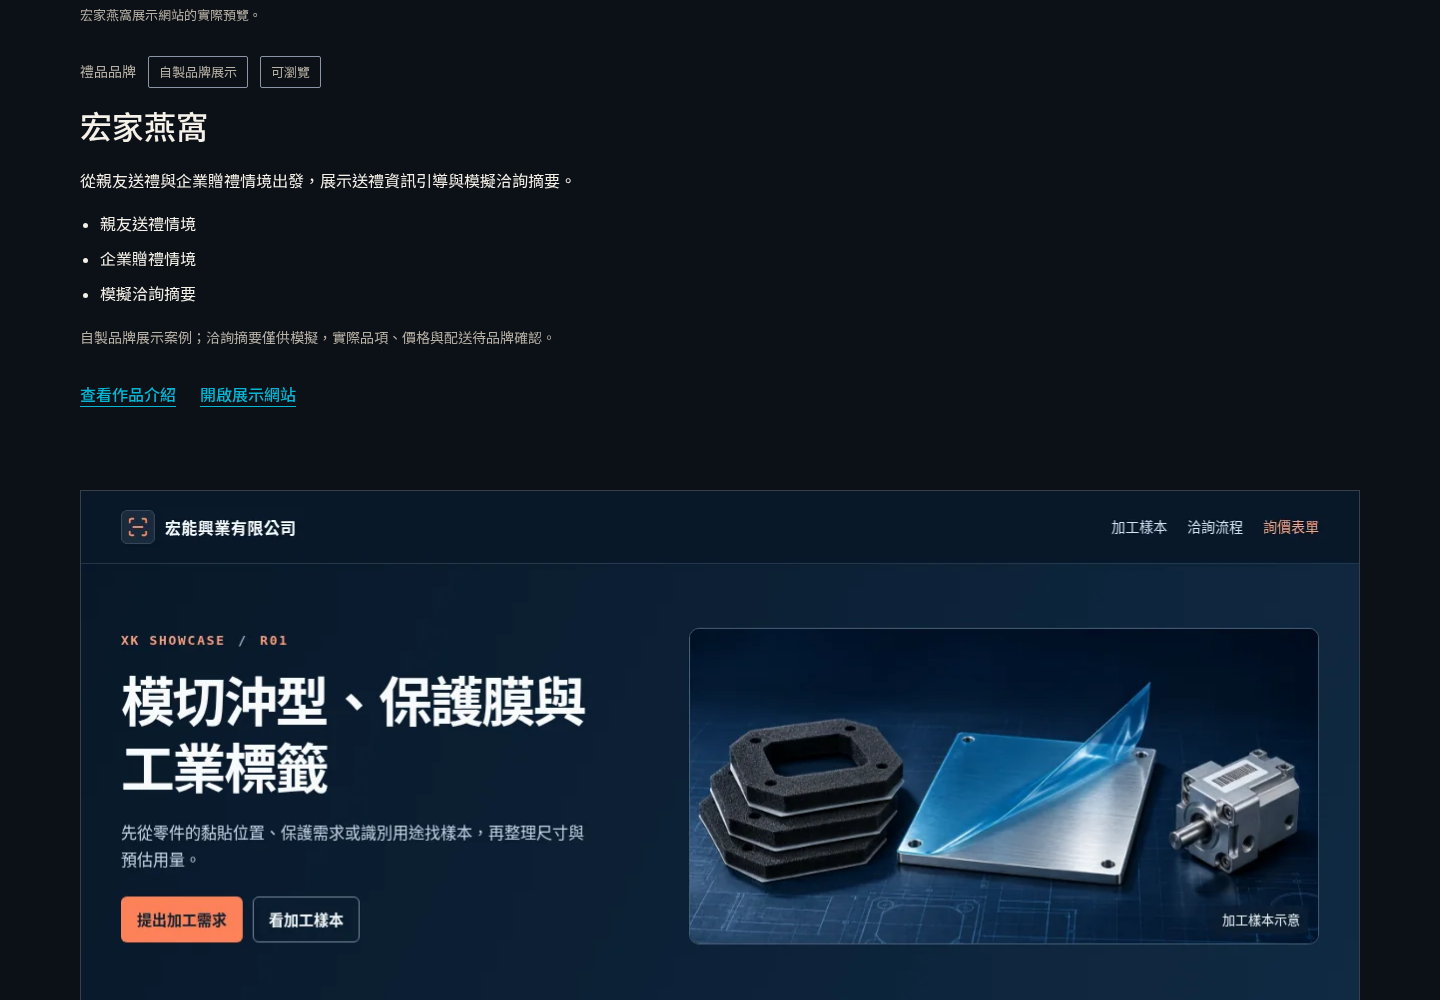 宏家燕窩展示網站的實際預覽。
禮品品牌 自製品牌展示 可瀏覽
宏家燕窩
從親友送禮與企業贈禮情境出發，展示送禮資訊引導與模擬洽詢摘要。
親友送禮情境
企業贈禮情境
模擬洽詢摘要
自製品牌展示案例；洽詢摘要僅供模擬，實際品項、價格與配送待品牌確認。
查看作品介紹 開啟展示網站
宏能興業有限公司 加工樣本 洽詢流程 詢價表單
XK SHOWCASE / R01
模切沖型、保護膜與
工業標籤
先從零件的黏貼位置、保護需求或識別用途找樣本，再整理尺寸與
預估用量。
提出加工需求 看加工樣本
加工樣本示意